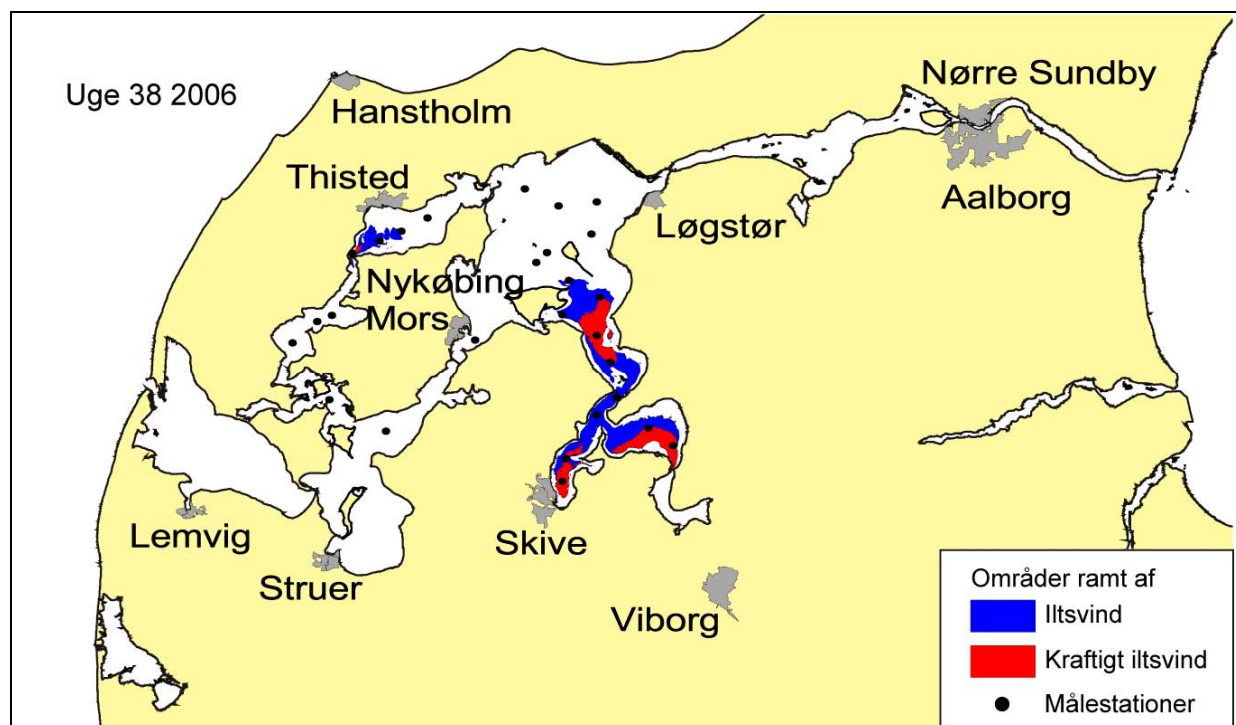 Uge 38 2006
Hanstholm
Nørre Sundby
Thisted
Løgstør
Aalborg
Nykøbing
Mors
Lemvig
Skive
Struer
Viborg
Områder ramt af
Iltsvind
Kraftigt iltsvind
Målestationer